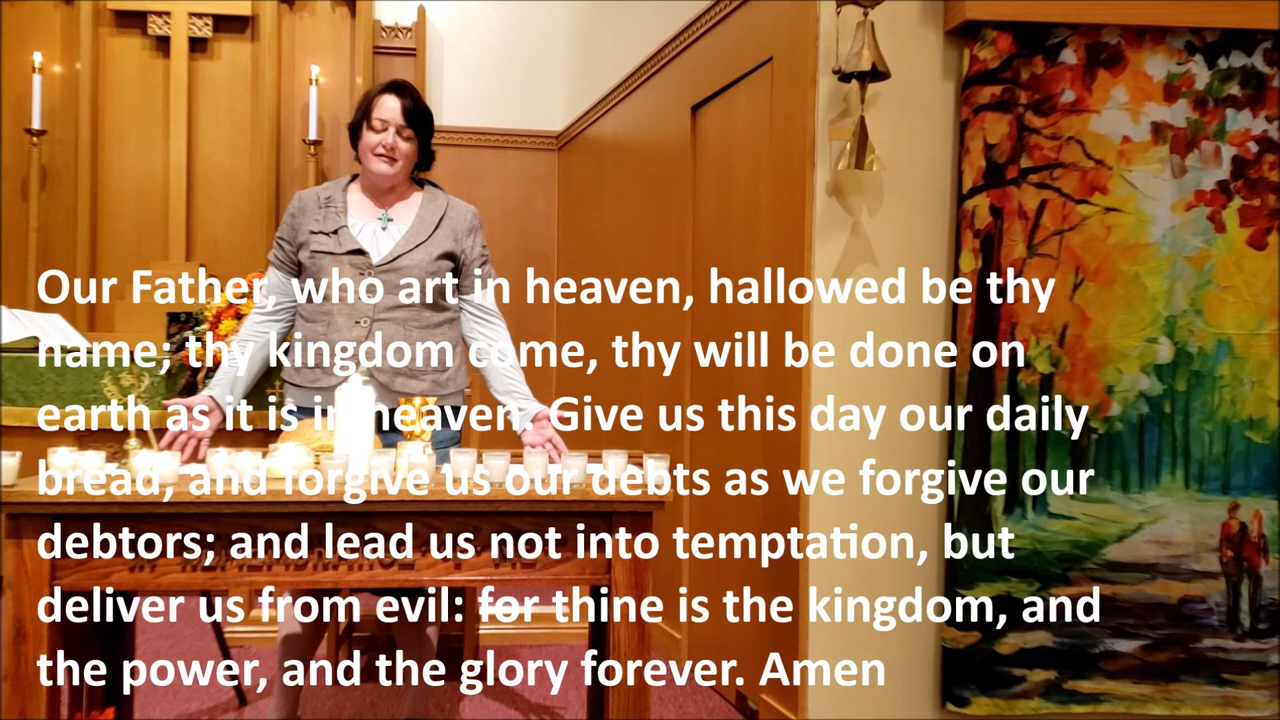 Our Father, who art in heaven, hallowed be thy
name; thy kingdom come, thy will be done on
earth as it is in heaven. Give us this day our daily
bread, and forgive us our debts as we forgive our
debtors; and lead us not into temptation, but
deliver us from evil: for thine is the kingdom, and
the power, and the glory forever. Amen